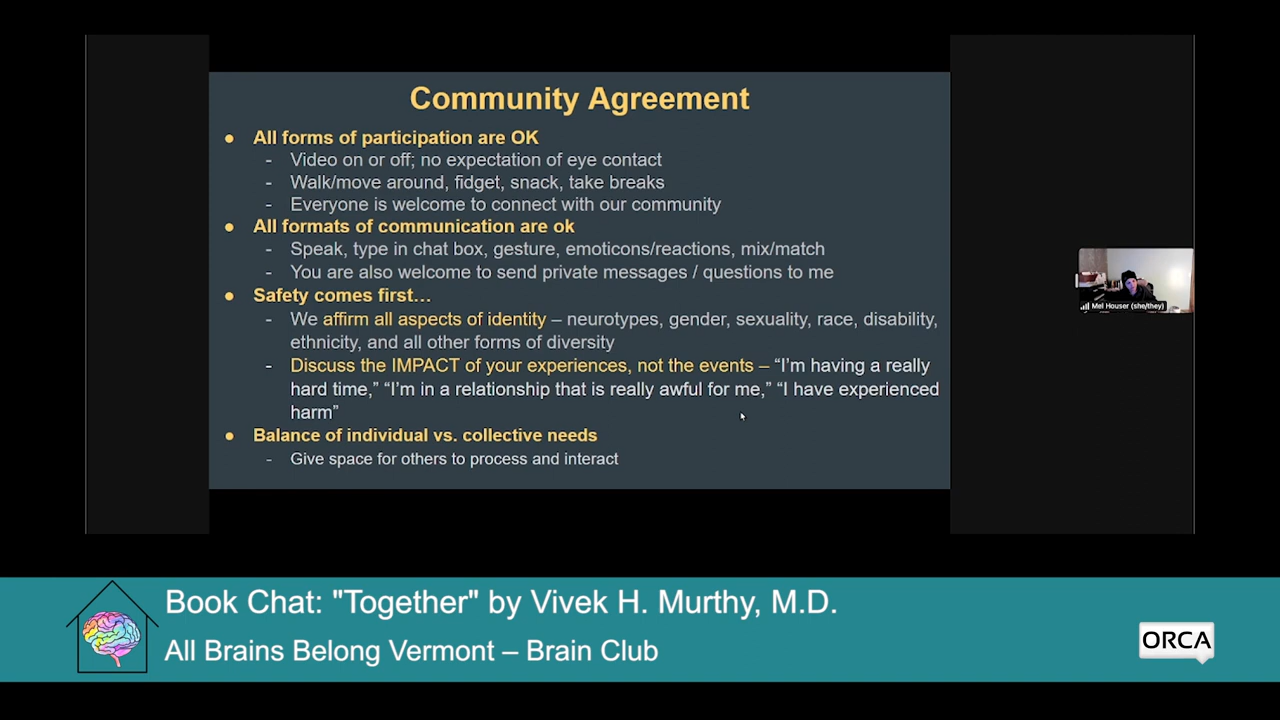 Community Agreement
● All forms of participation are OK
- Video on or off; no expectation of eye contact
- Walk/move around, fidget, snack, take breaks
- Everyone is welcome to connect with our community
● All formats of communication are ok
- Speak, type in chat box, gesture, emoticons/reactions, mix/match
- You are also welcome to send private messages / questions to me
● Safety comes first…
- We affirm all aspects of identity – neurotypes, gender, sexuality, race, disability,
ethnicity, and all other forms of diversity
- Discuss the IMPACT of your experiences, not the events – “I’m having a really
hard time,” “I’m in a relationship that is really awful for me,” “I have experienced
harm”
● Balance of individual vs. collective needs
- Give space for others to process and interact
Mel Houser (she/they)
Book Chat: "Together" by Vivek H. Murthy, M.D.
All Brains Belong Vermont – Brain Club
ORCA